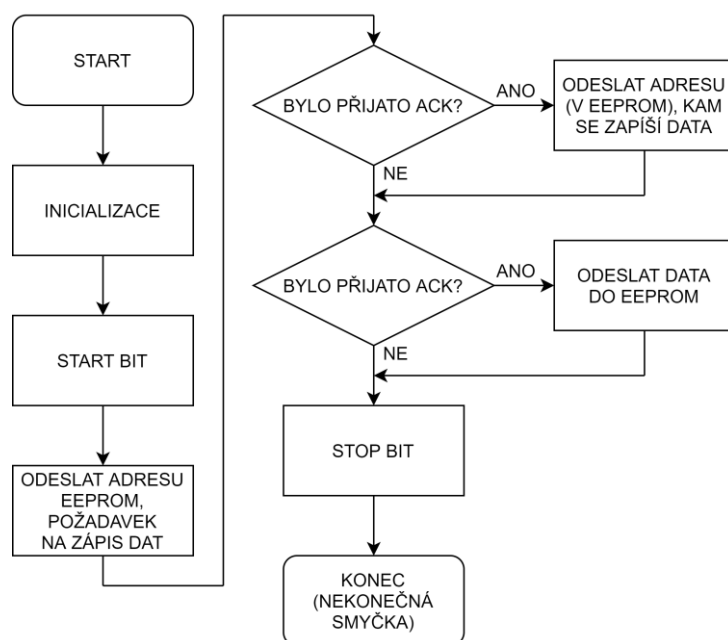 START
INICIALIZACE
START BIT
ODESLAT ADRESU
EEPROM,
POŽADAVEK
NA ZÁPIS DAT
BYLO PŘIJATO ACK?
ANO
ODESLAT ADRESU
(V EEPROM), KAM
SE ZAPÍŠÍ DATA
NE
BYLO PŘIJATO ACK?
ANO
ODESLAT DATA
DO EEPROM
NE
STOP BIT
KONEC
(NEKONEČNÁ
SMYČKA)